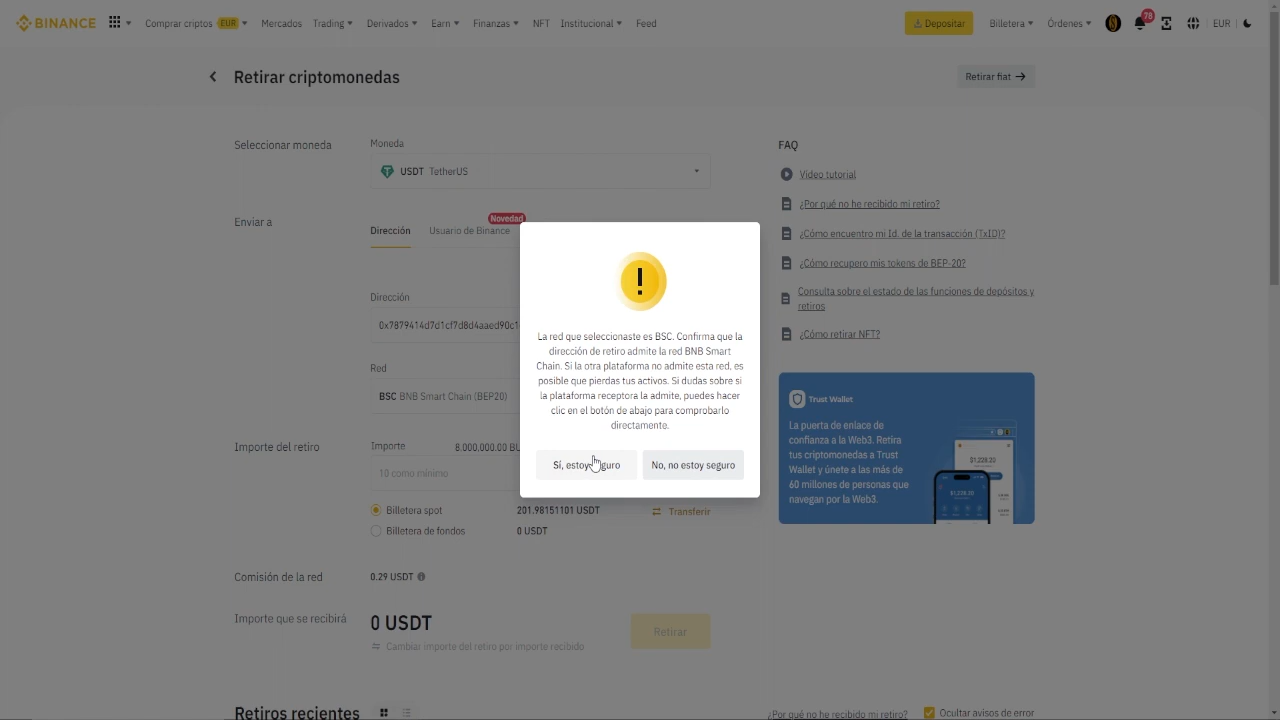 BINANCE
Comprar criptos EUR
Mercados
Trading
Derivados
Earn
Finanzas
NFT
Institucional
Feed
Depositar
Billetera
Órdenes
78
EUR
Retirar criptomonedas
Retirar fiat
Seleccionar moneda
Moneda
USDT TetherUS
Enviar a
Novedad
Dirección
Usuario de Binance
Dirección
Red
BSC BNB Smart Chain (BEP20)
Importe del retiro
Importe
8,000,000.00
10 como mínimo
Billetera spot
201.98151101 USDT
Transferir
Billetera de fondos
0 USDT
Comisión de la red
0.29 USDT
Importe que se recibirá
0 USDT
Cambiar importe del retiro por importe recibido
Retirar
Retiros recientes
La red que seleccionaste es BSC. Confirma que la
dirección de retiro admite la red BNB Smart
Chain. Si la otra plataforma no admite esta red, es
posible que pierdas tus activos. Si dudas sobre si
la plataforma receptora la admite, puedes hacer
clic en el botón de abajo para comprobarlo
directamente.
Sí,
No, no estoy seguro
FAQ
Video tutorial
¿Por qué no he recibido mi retiro?
¿Cómo encuentro mi Id. de la transacción (TxID)?
¿Cómo recupero mis tokens de BEP-20?
Consulta sobre el estado de las funciones de depósitos y
retiros
¿Cómo retirar NFT?
Trust Wallet
La puerta de enlace de
confianza a la Web3. Retira
tus criptomonedas a Trust
Wallet y únete a las más de
60 millones de personas que
navegan por la Web3.
¿Por qué no he recibido mi retiro?
Ocultar avisos de error